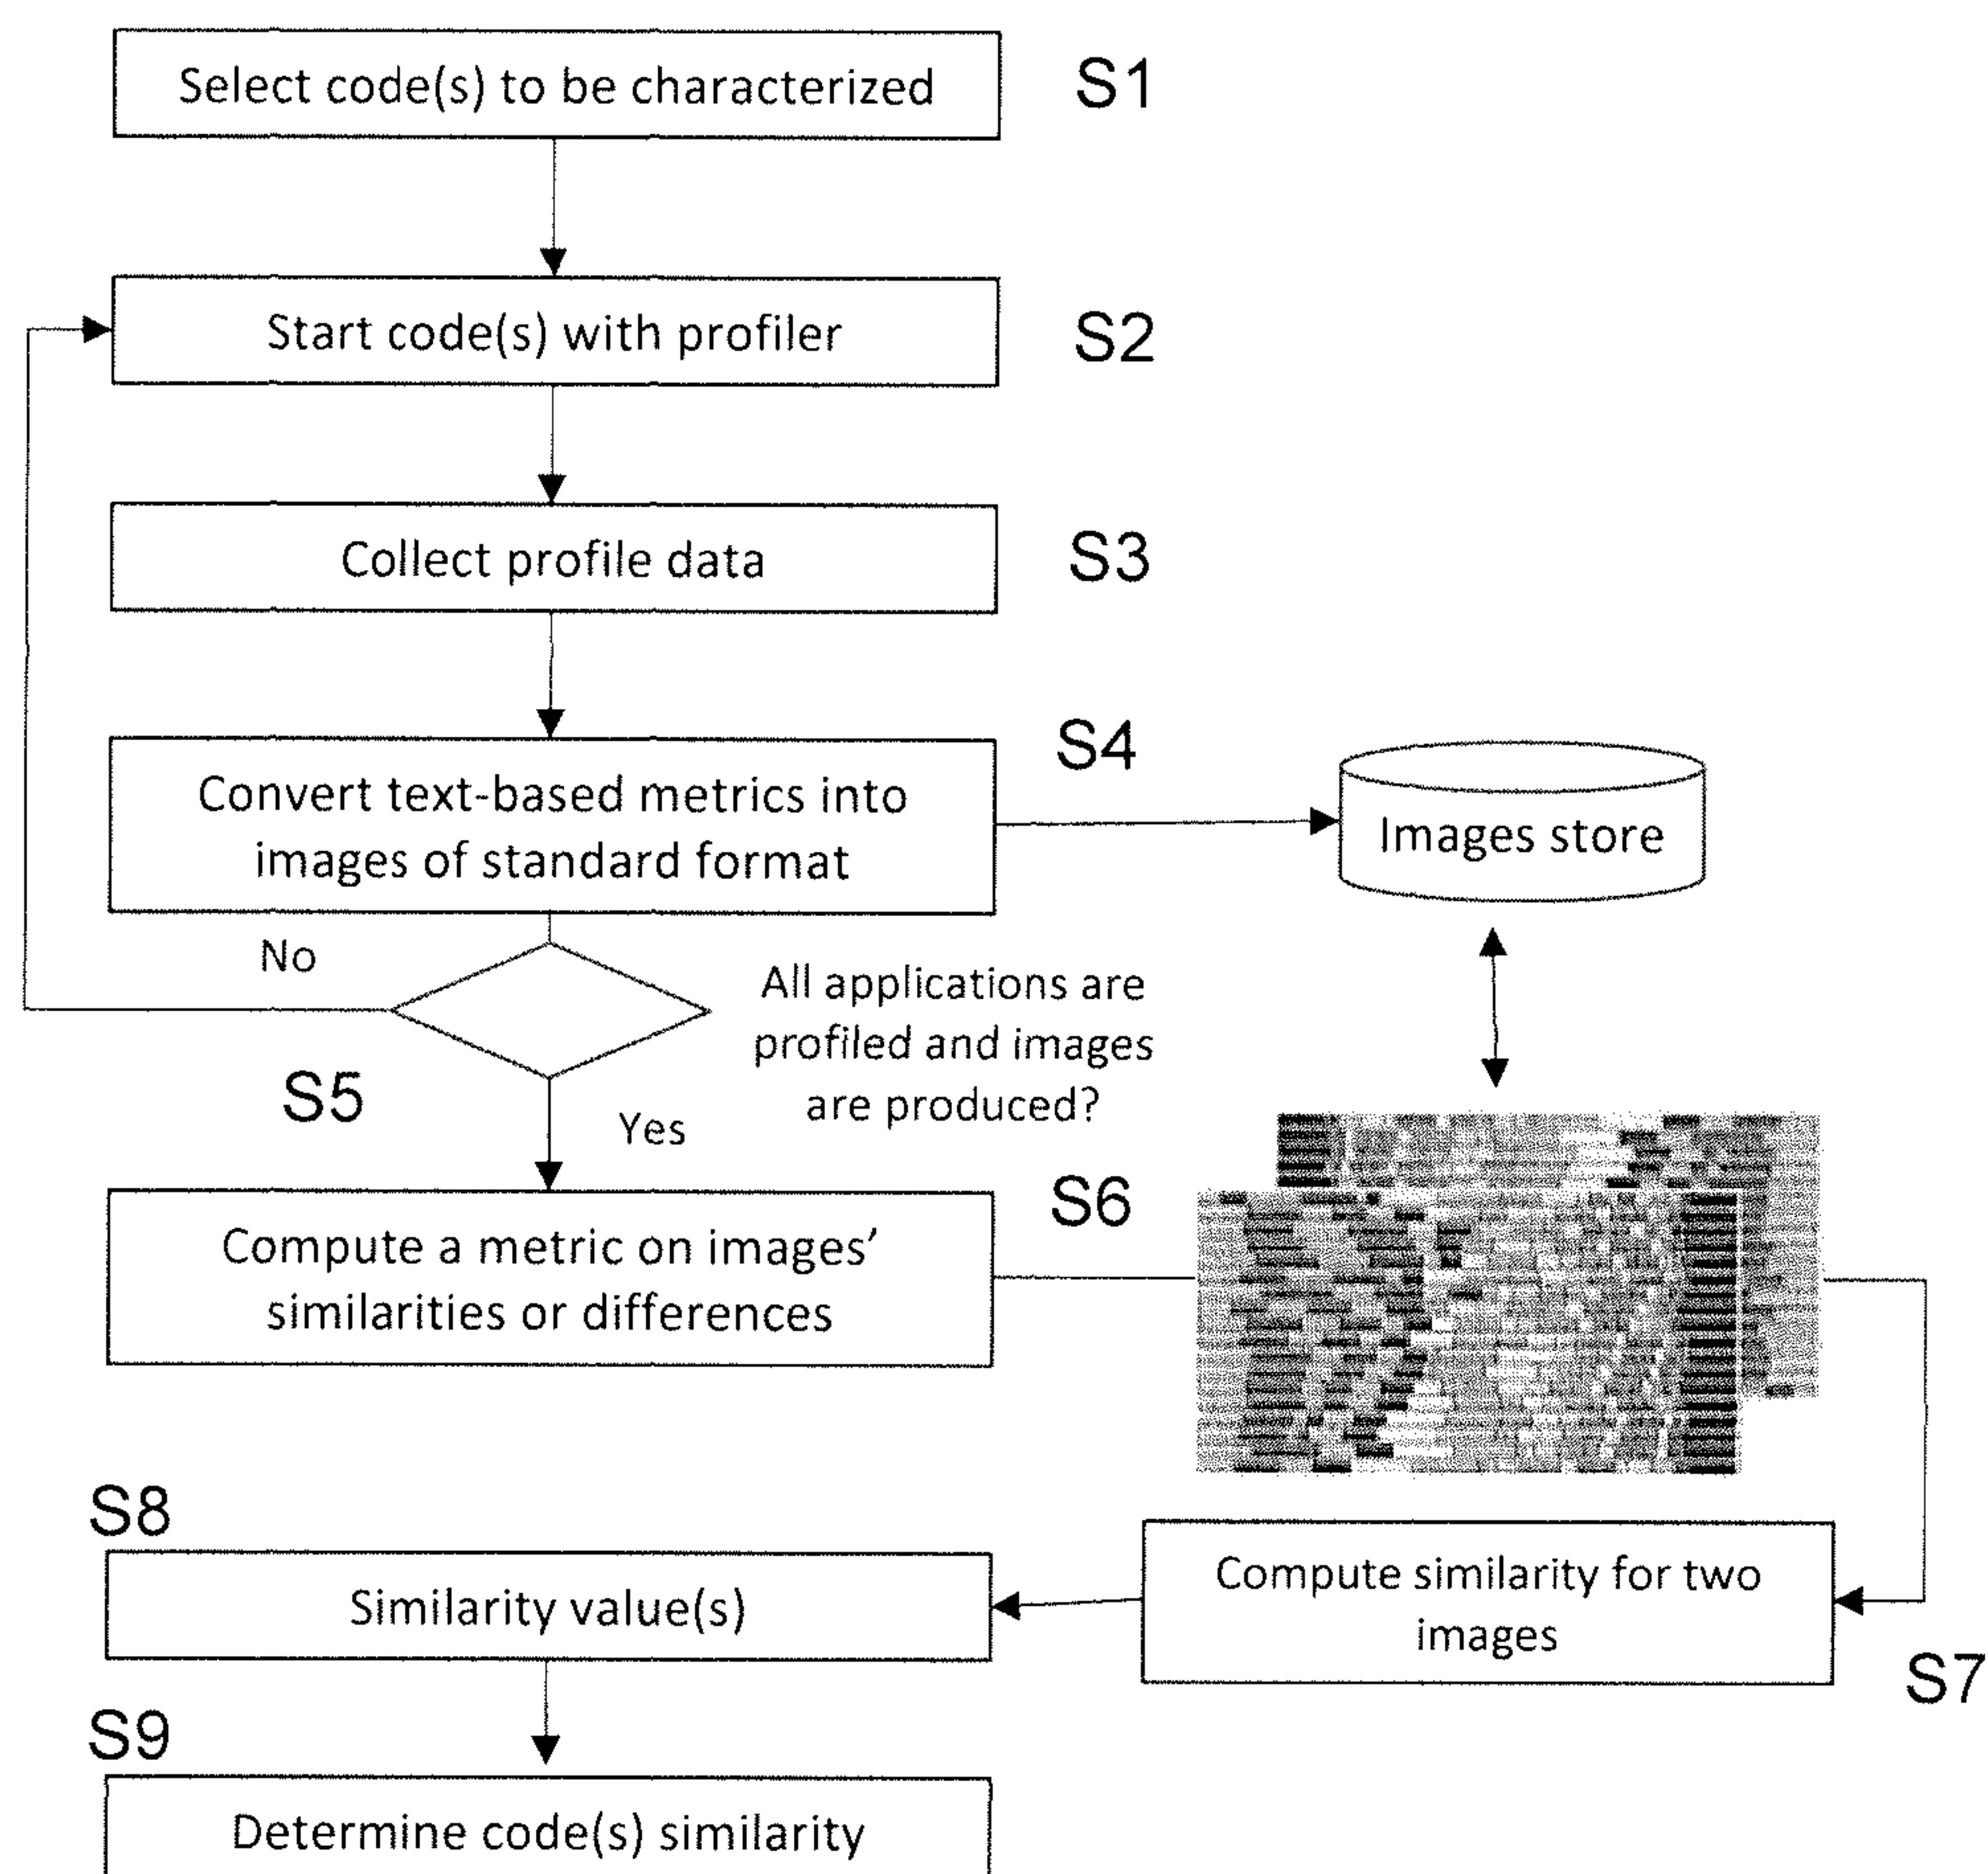 Select code(s) to be characterized
S1
Start code(s) with profiler
S2
Collect profile data
S3
Convert text-based metrics into
images of standard format
S4
Images store
No
All applications are
profiled and images
are produced?
S5
Yes
Compute a metric on images'
similarities or differences
S6
Compute similarity for two
images
S7
S8
Similarity value(s)
S9
Determine code(s) similarity